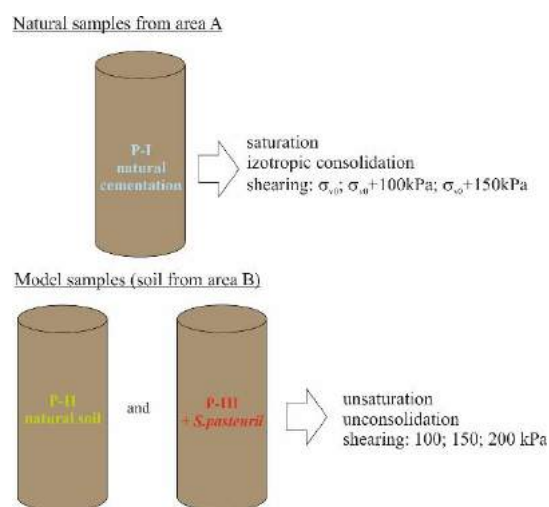 Natural samples from area A
P-I
natural
cementation
saturation
izotropic consolidation
shearing: σv0; σv0+100kPa; σv0+150kPa
Model samples (soil from area B)
P-II
natural soil
and
P-III
+ S.pasteurii
unsaturation
unconsolidation
shearing: 100; 150; 200 kPa